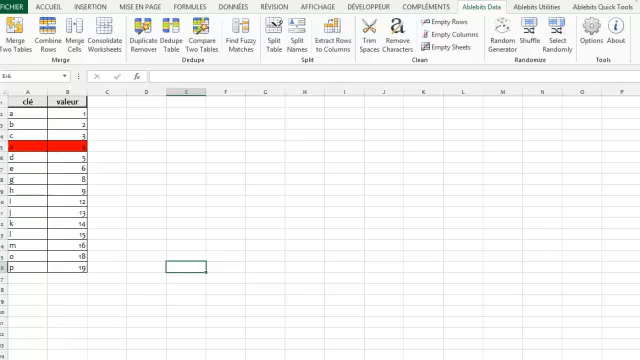 FICHIER ACCUEIL INSERTION MISE EN PAGE FORMULES DONNÉES RÉVISION AFFICHAGE DÉVELOPPEUR COMPLÉMENTS Ablebits Data Ablebits Utilities Ablebits Quick Tools
Merge Two Tables Combine Rows Merge Cells Consolidate Worksheets Duplicate Remover Dedupe Table Compare Two Tables Find Fuzzy Matches Split Table Split Names Extract Rows to Columns Trim Spaces Remove Characters Empty Rows Empty Columns Empty Sheets Random Generator Shuffle Select Randomly Options About
Merge Dedupe Split Clean Randomize Tools
fx
A B C D E F G H I J K L M N O P
clé valeur
a 1
b 2
c 3
d 5
e 6
g 8
h 9
i 12
j 13
k 14
l 15
m 16
o 18
p 19